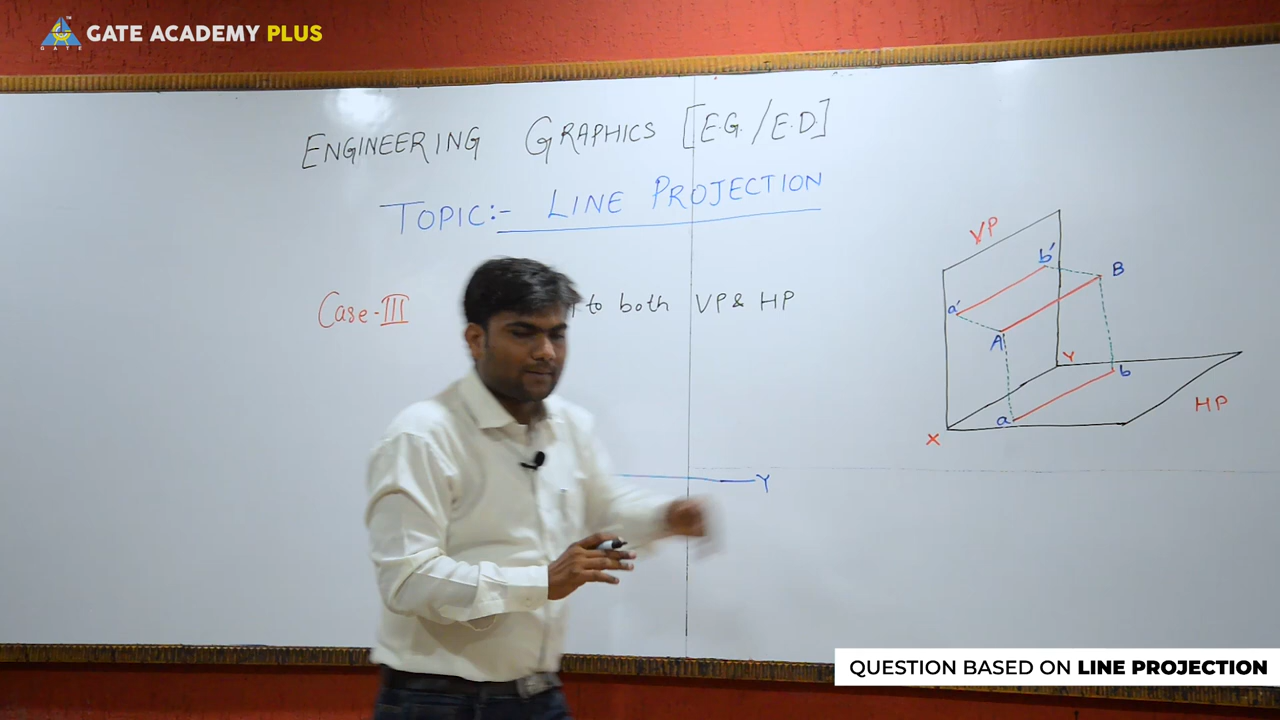 GATE ACADEMY PLUS
GATE
ENGINEERING GRAPHICS [E.G. / E.D]
TOPIC:- LINE PROJECTION
Case-III to both VP & HP
VP
b'
B
a'
A
Y
b
HP
a
X
Y
QUESTION BASED ON LINE PROJECTION